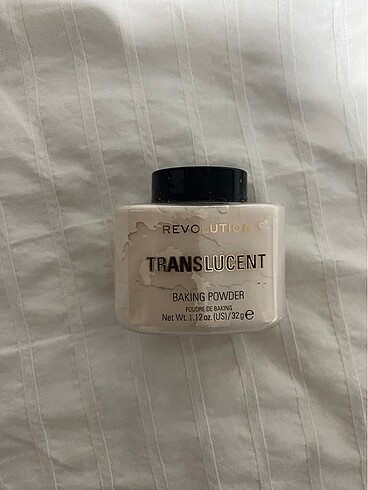 REVOLUTION
TRANSLUCENT
BAKING POWDER
POUDRE DE BAKING
Net Wt. 1.12 oz. (US)/32g e